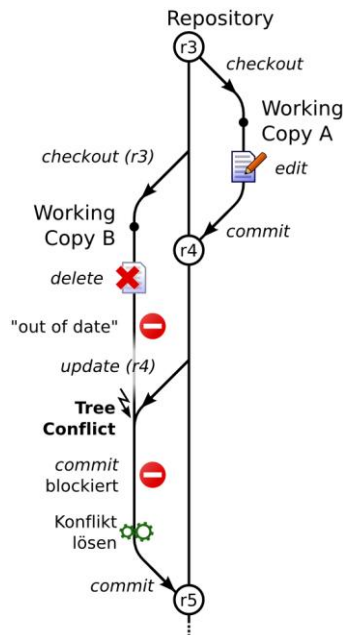 Repository
r3
checkout
Working
Copy A
checkout (r3)
edit
Working
Copy B
commit
r4
delete
"out of date"
update (r4)
Tree
Conflict
commit
blockiert
Konflikt
lösen
commit
r5